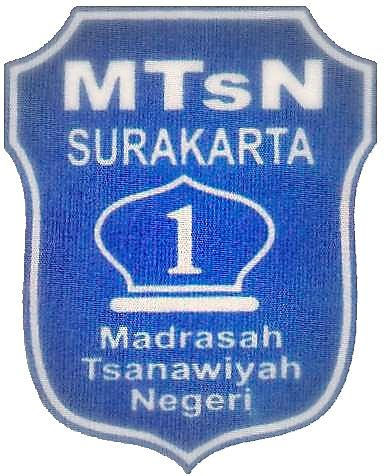 MTsN
SURAKARTA
1
Madrasah
Tsanawiyah
Negeri